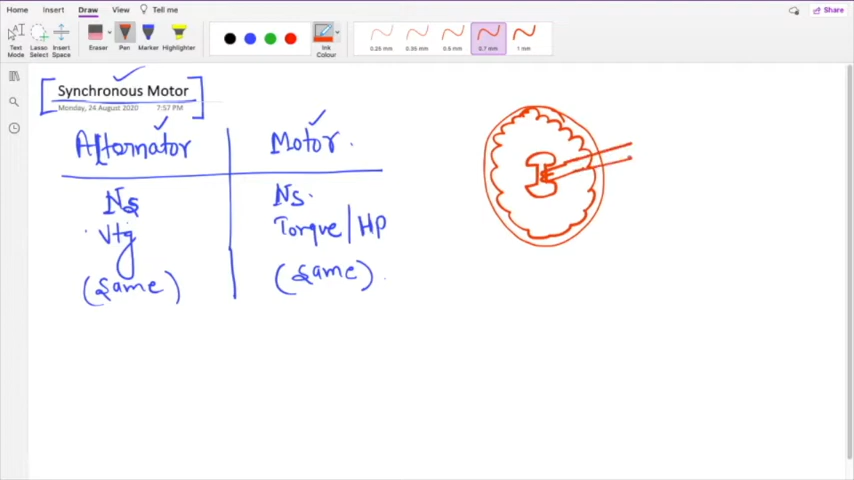 Home Insert Draw View Tell me Share
Text Mode Lasso Select Insert Space Eraser Pen Marker Highlighter Ink Colour 0.25 mm 0.35 mm 0.5 mm 0.7 mm 1 mm
Synchronous Motor
Monday, 24 August 2020 7:57 PM
Alternator Motor.
Ns Ns.
Vtg Torque/HP
(Same) (Same)